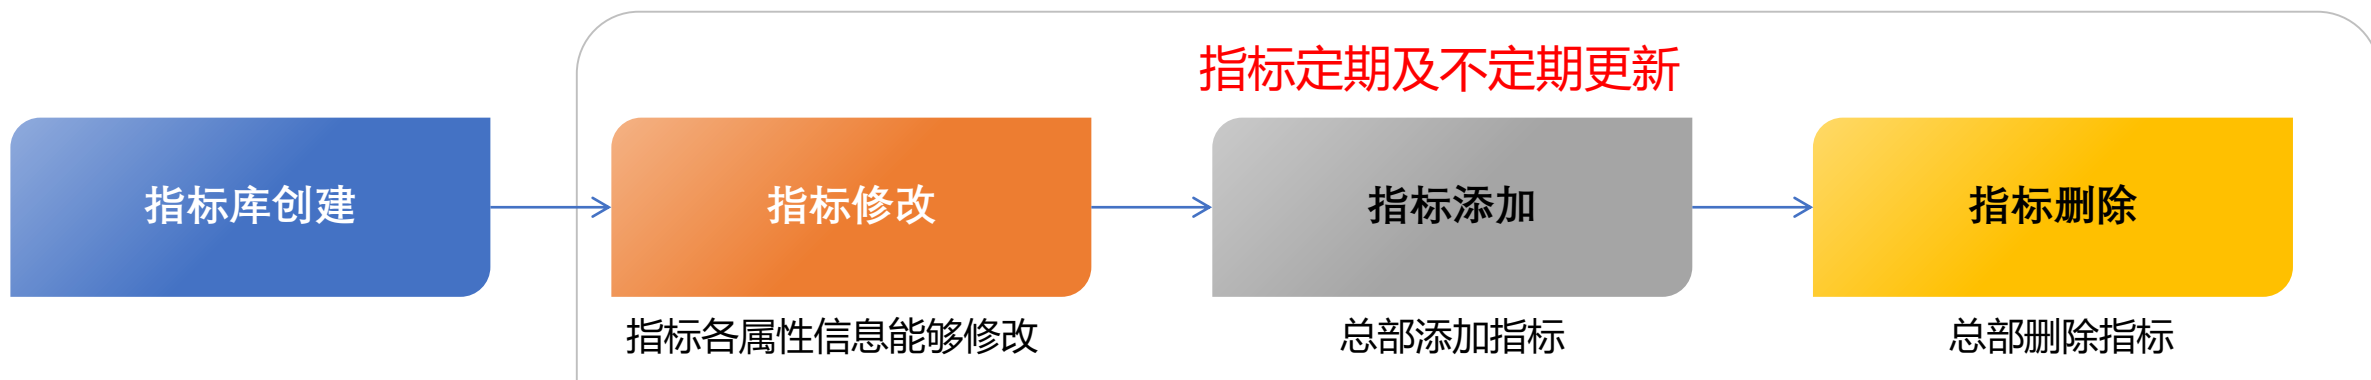 指标定期及不定期更新
指标库创建
指标修改
指标添加
指标删除
指标各属性信息能够修改
总部添加指标
总部删除指标